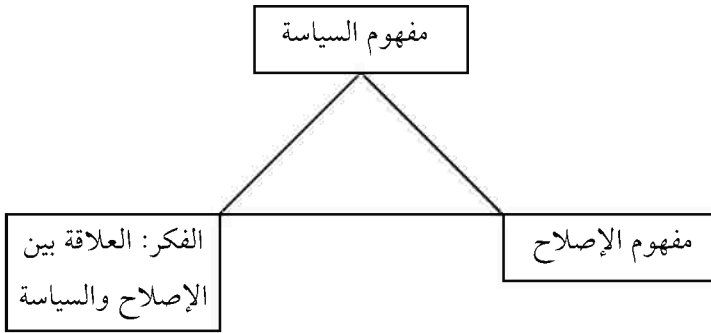 مفهوم السياسة
مفهوم الإصلاح
الفكر: العلاقة بين
الإصلاح والسياسة